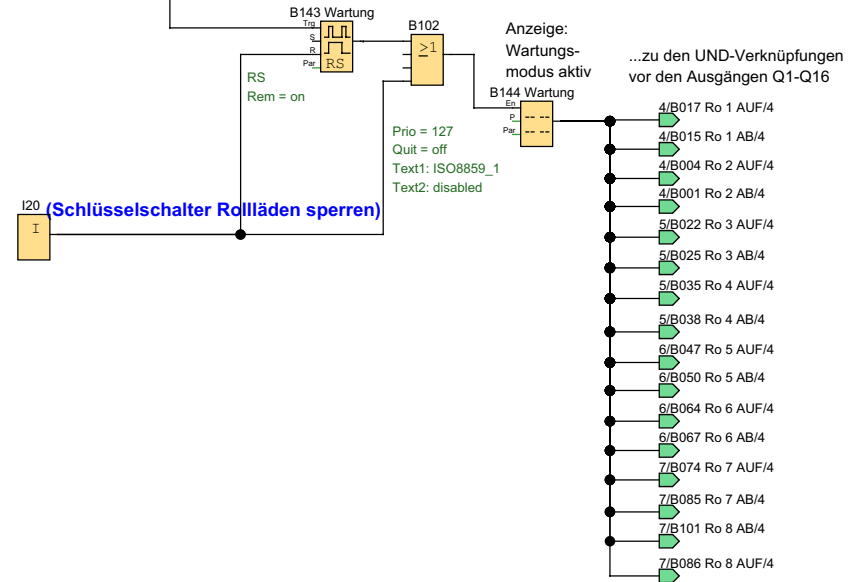 B143 Wartung
Trg
S
R
Par
RS
RS
Rem = on
B102
≥1
Anzeige:
Wartungs-
modus aktiv
B144 Wartung
En
P
Par
Prio = 127
Quit = off
Text1: ISO8859_1
Text2: disabled
...zu den UND-Verknüpfungen
vor den Ausgängen Q1-Q16
I20
I
(Schlüsselschalter Rollläden sperren)
4/B017 Ro 1 AUF/4
4/B015 Ro 1 AB/4
4/B004 Ro 2 AUF/4
4/B001 Ro 2 AB/4
5/B022 Ro 3 AUF/4
5/B025 Ro 3 AB/4
5/B035 Ro 4 AUF/4
5/B038 Ro 4 AB/4
6/B047 Ro 5 AUF/4
6/B050 Ro 5 AB/4
6/B064 Ro 6 AUF/4
6/B067 Ro 6 AB/4
7/B074 Ro 7 AUF/4
7/B085 Ro 7 AB/4
7/B101 Ro 8 AB/4
7/B086 Ro 8 AUF/4